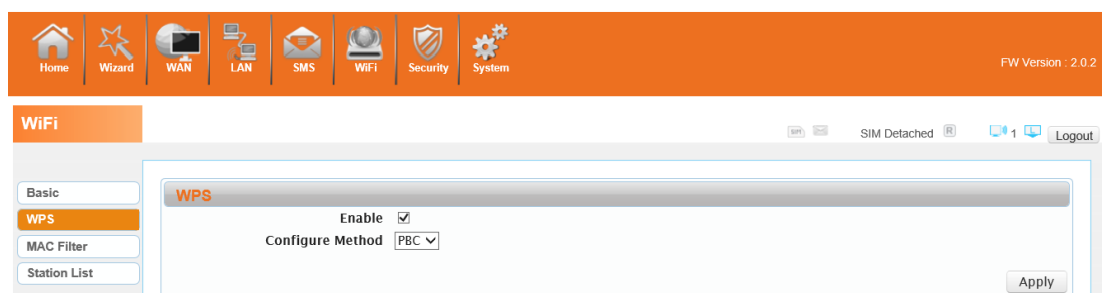 Home Wizard WAN LAN SMS WiFi Security System
FW Version : 2.0.2
WiFi
SIM Detached R 1 L Logout
Basic
WPS
WPS
Enable
MAC Filter
Configure Method PBC
Station List
Apply